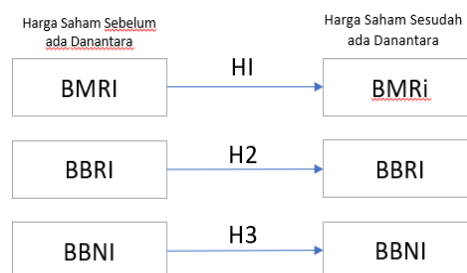 Harga Saham Sebelum
ada Danantara
Harga Saham Sesudah
ada Danantara
BMRI
HI
BMRi
BBRI
H2
BBRI
BBNI
H3
BBNI